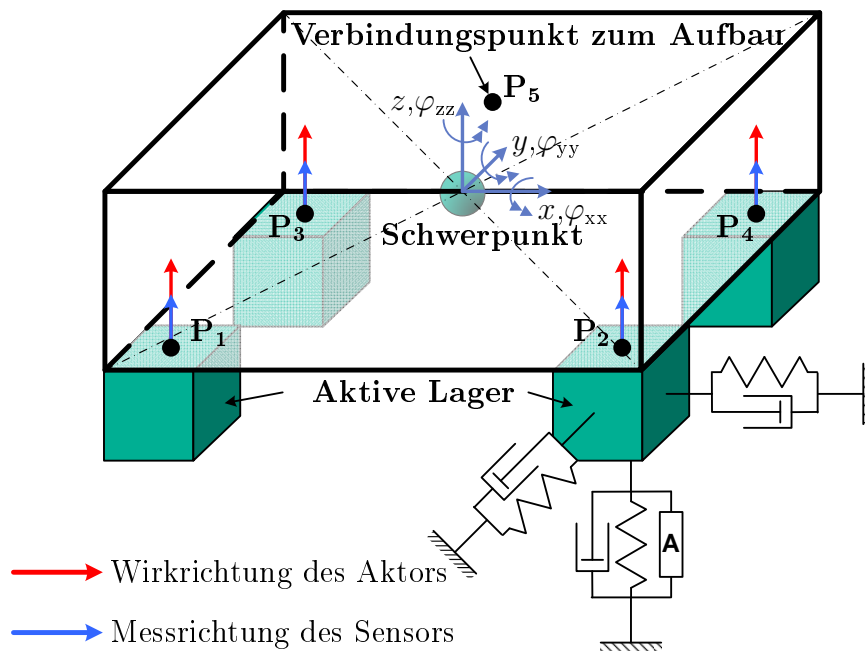 Verbindungspunkt zum Aufbau
P5
z,φzz
y,φyy
x,φxx
Schwerpunkt
P3
P4
P1
P2
Aktive Lager
A
Wirkrichtung des Aktors
Messrichtung des Sensors